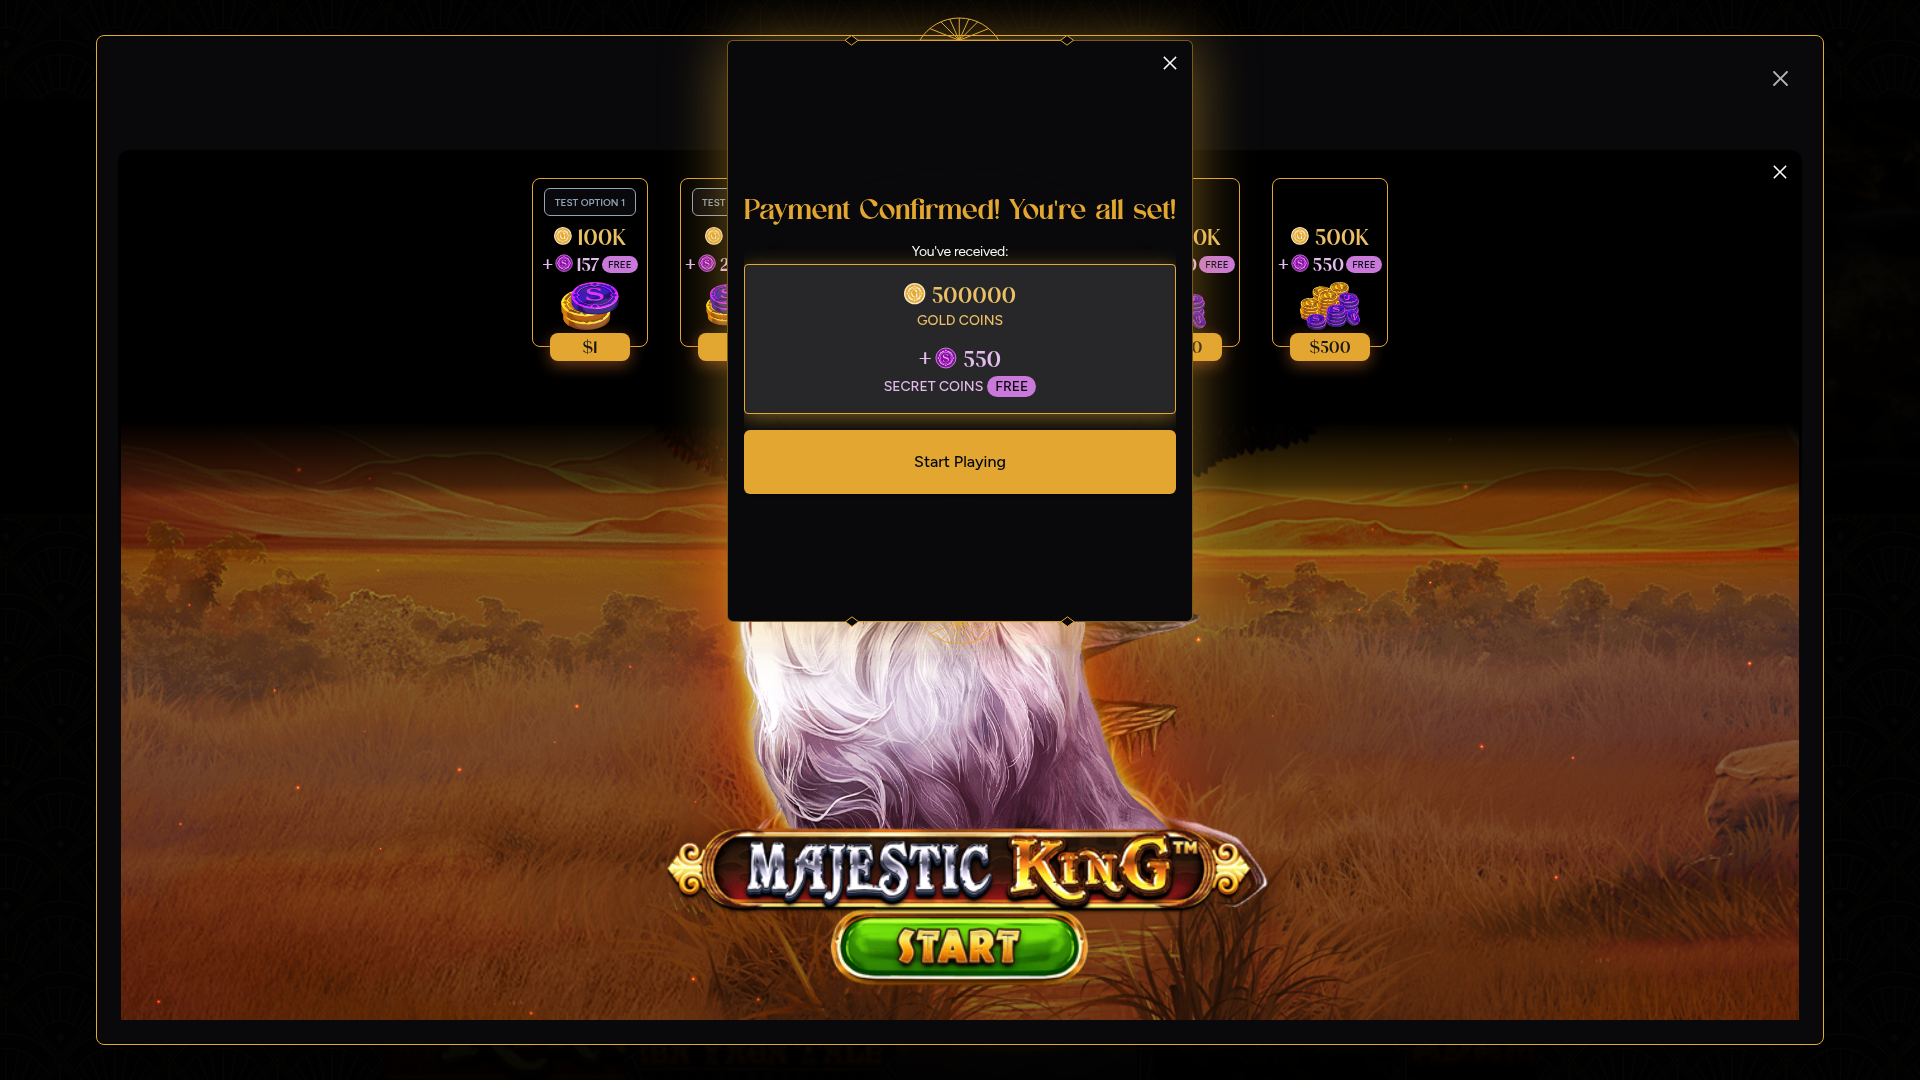 Payment Confirmed! You're all set!
You've received:
500000
GOLD COINS
+ 550
SECRET COINS FREE
Start Playing
TEST OPTION 1
100K
+ 157 FREE
$1
TEST
+ 2
0K
FREE
0
500K
+ 550 FREE
$500
MAJESTIC KING™
START